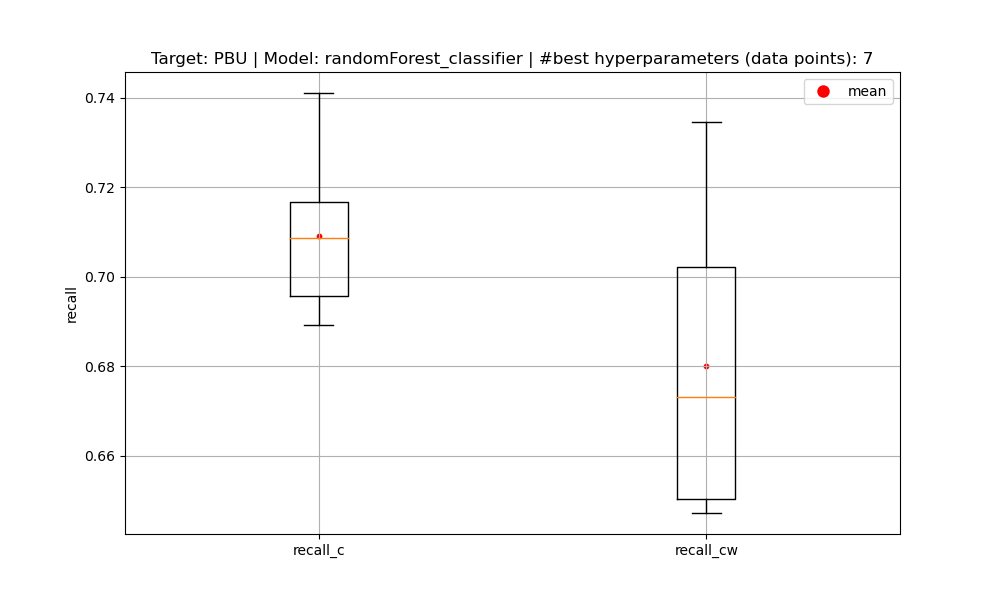 Target: PBU | Model: randomForest_classifier | #best hyperparameters (data points): 7
mean
0.74
0.72
0.70
0.68
0.66
recall
recall_c
recall_cw